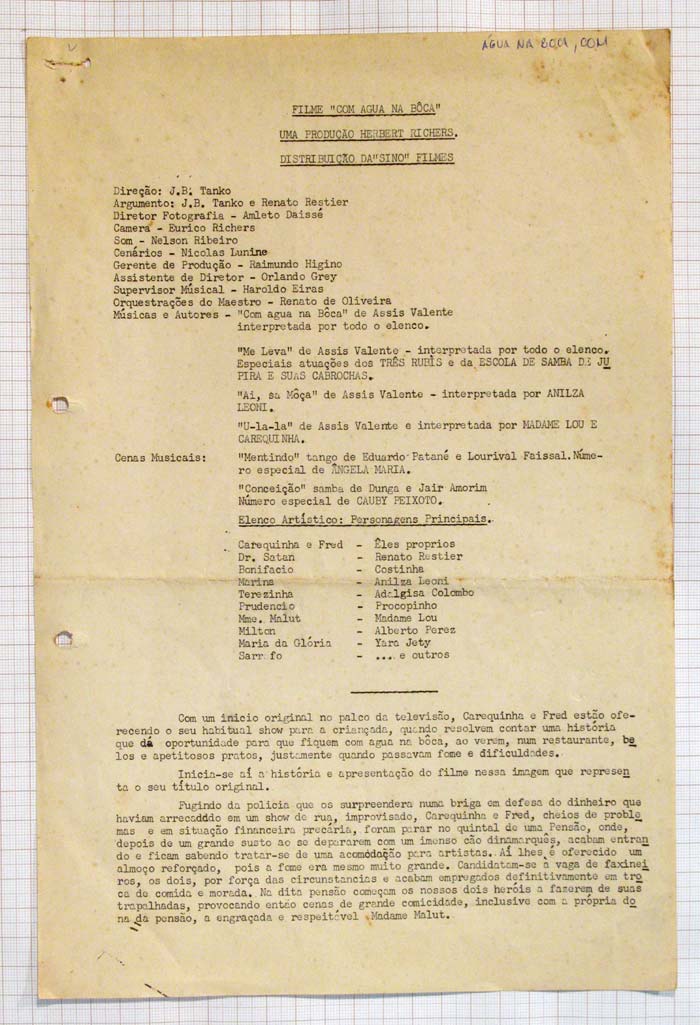 ÁGUA NA BOCA, COM
FILME "COM AGUA NA BÔCA"
UMA PRODUÇÃO HERBERT RICHERS.
DISTRIBUIÇÃO DA"SINO" FILMES
Direção: J.B. Tanko
Argumento: J.B. Tanko e Renato Restier
Diretor Fotografia - Amleto Daissé
Camera - Eurico Richers
Som - Nelson Ribeiro
Cenários - Nicolas Lunine
Gerente de Produção - Raimundo Higino
Assistente de Diretor - Orlando Grey
Supervisor Músical - Haroldo Eiras
Orquestrações do Maestro - Renato de Oliveira
Músicas e Autores - "Com agua na Bôca" de Assis Valente
interpretada por todo o elenco.
"Me Leva" de Assis Valente - interpretada por todo o elenco.
Especiais atuações dos TRÊS RUBIS e da ESCOLA DE SAMBA DE JU
PIRA E SUAS CABROCHAS.
"Ai, sa Môça" de Assis Valente - interpretada por ANILZA
LEONI.
"U-la-la" de Assis Valente e interpretada por MADAME LOU E
CAREQUINHA.
Cenas Musicais: "Mentindo" tango de Eduardo Patané e Lourival Faissal.Núme-
ro especial de ÂNGELA MARIA.
"Conceição" samba de Dunga e Jair Amorim
Número especial de CAUBY PEIXOTO.
Elenco Artístico: Personagens Principais.
Carequinha e Fred - Êles proprios
Dr. Satan - Renato Restier
Bonifacio - Costinha
Marina - Anilza Leoni
Terezinha - Adalgisa Colombo
Prudencio - Procopinho
Mme. Malut - Madame Lou
Milton - Alberto Perez
Maria da Glória - Yara Jety
Sarrafo - ... e outros
Com um inicio original no palco da televisão, Carequinha e Fred estão ofe-
recendo o seu habitual show para a criançada, quando resolvem contar uma história
que dá oportunidade para que fiquem com agua na bôca, ao verem, num restaurante, be
los e apetitosos pratos, justamente quando passavam fome e dificuldades.
Inicia-se aí a história e apresentação do filme nessa imagem que represen
ta o seu título original.
Fugindo da policia que os surpreendera numa briga em defesa do dinheiro que
haviam arrecadddo em um show de rua, improvisado, Carequinha e Fred, cheios de proble
mas e em situação financeira precária, foram parar no quintal de uma Pensão, onde,
depois de um grande susto ao se depararem com um imenso cão dinamarquês, acabam entran
do e ficam sabendo tratar-se de uma acomódação para artistas. Aí lhes é oferecido um
almoço reforçado, pois a fome era mesmo muito grande. Candidatam-se à vaga de faxinei
ros, os dois, por força das circunstancias e acabam empregados definitivamente em tro
ca de comida e morada. Na dita pensão começam os nossos dois heróis a fazerem de suas
trapalhadas, provocando então cenas de grande comicidade, inclusive com a própria do
na da pensão, a engraçada e respeitável Madame Malut.